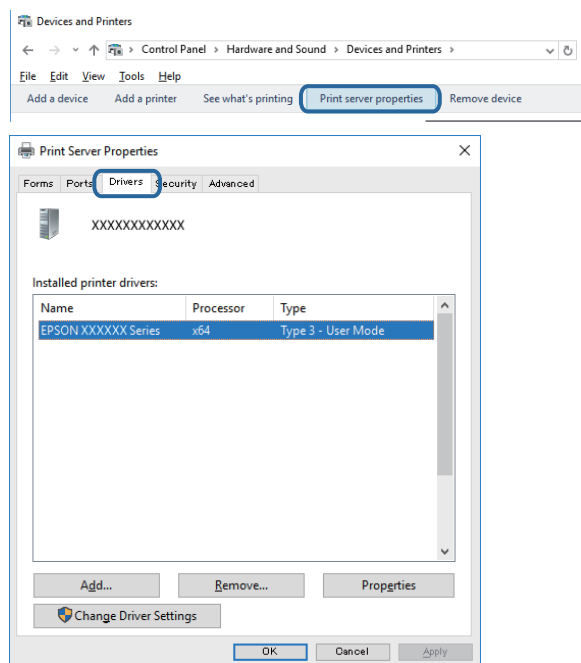 Devices and Printers
Control Panel > Hardware and Sound > Devices and Printers >
File Edit View Tools Help
Add a device Add a printer See what's printing Print server properties Remove device
Print Server Properties
Forms Ports Drivers Security Advanced
XXXXXXXXXXXX
Installed printer drivers:
Name Processor Type
EPSON XXXXXX Series x64 Type 3 - User Mode
Add... Remove... Properties
Change Driver Settings
OK Cancel Apply